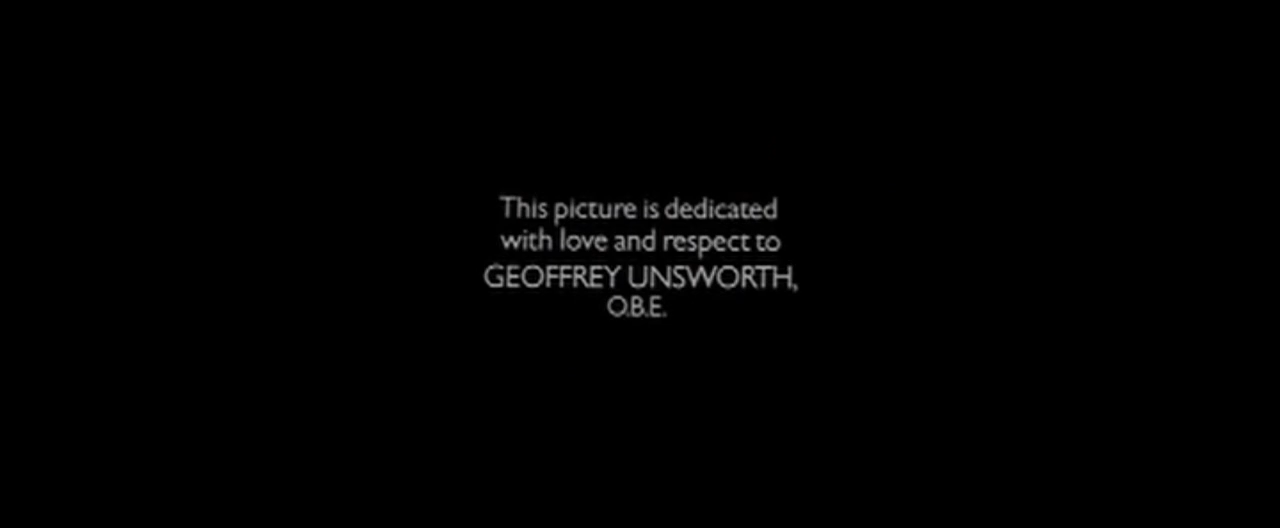 This picture is dedicated
with love and respect to
GEOFFREY UNSWORTH,
O.B.E.